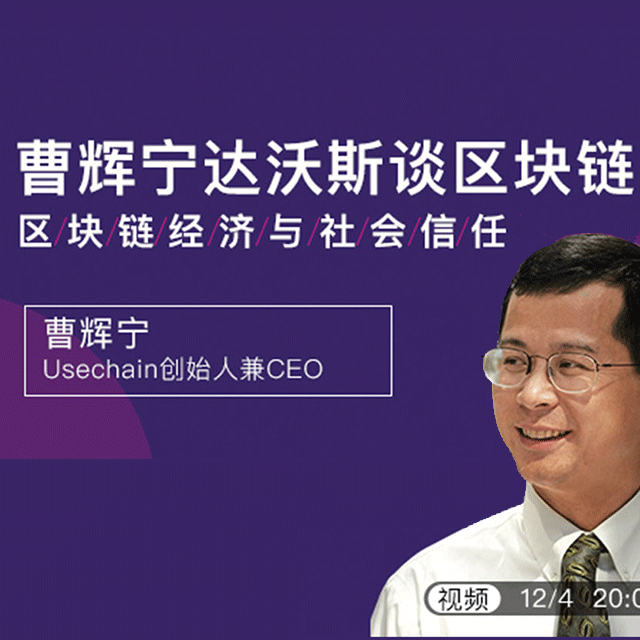 曹辉宁达沃斯谈区块链
区/块/链/经/济/与/社/会/信/任
曹辉宁
Usechain创始人兼CEO
视频 12/4 20:0